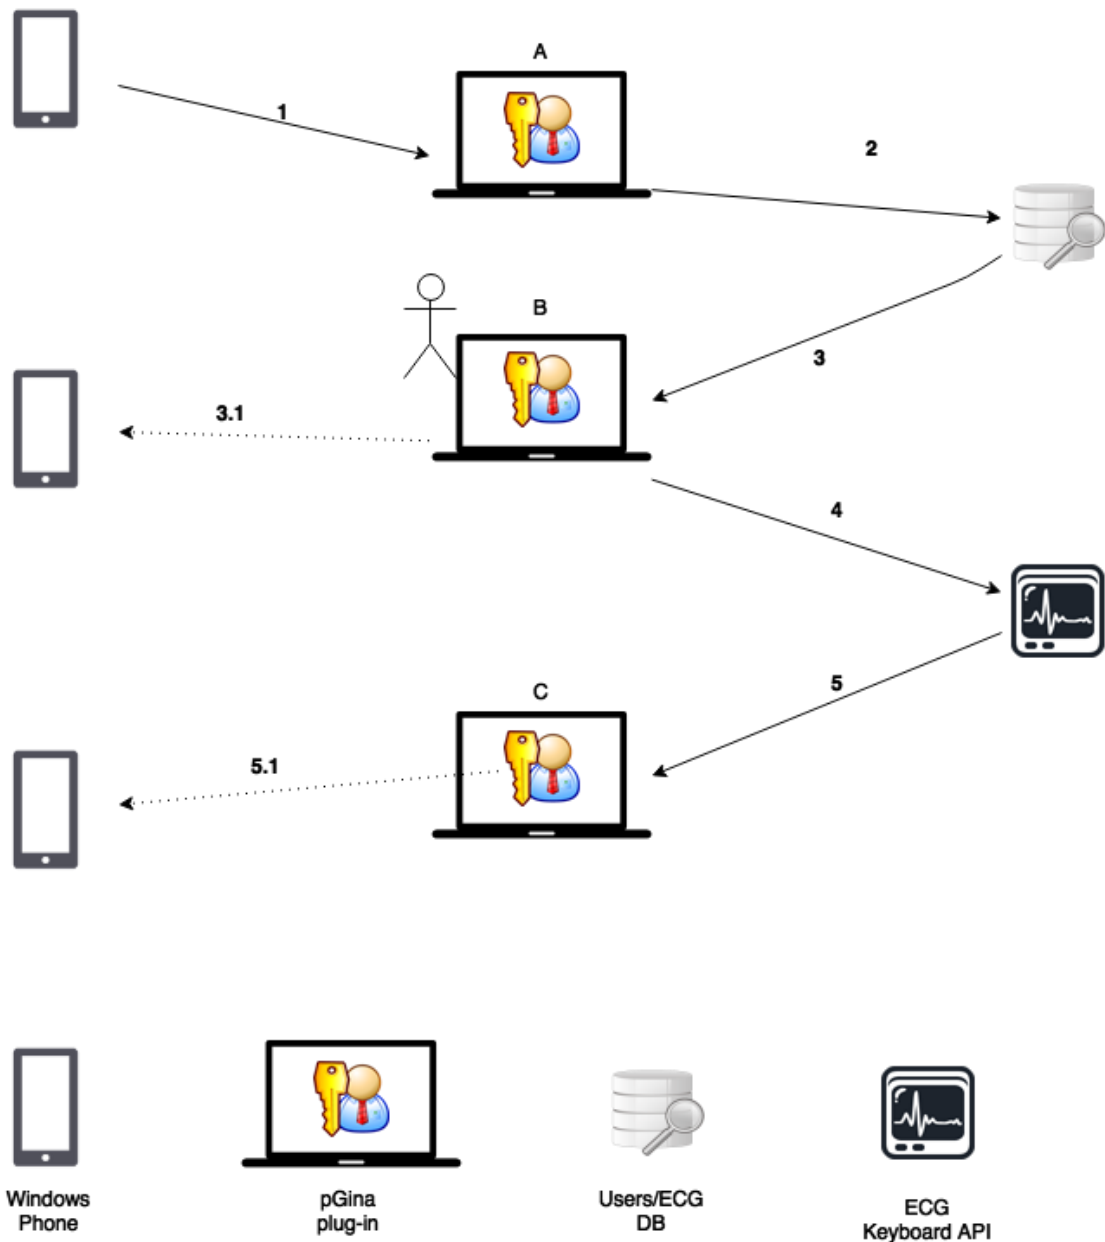 A
1
2
B
3
3.1
4
C
5
5.1
Windows
Phone
pGina
plug-in
Users/ECG
DB
ECG
Keyboard API